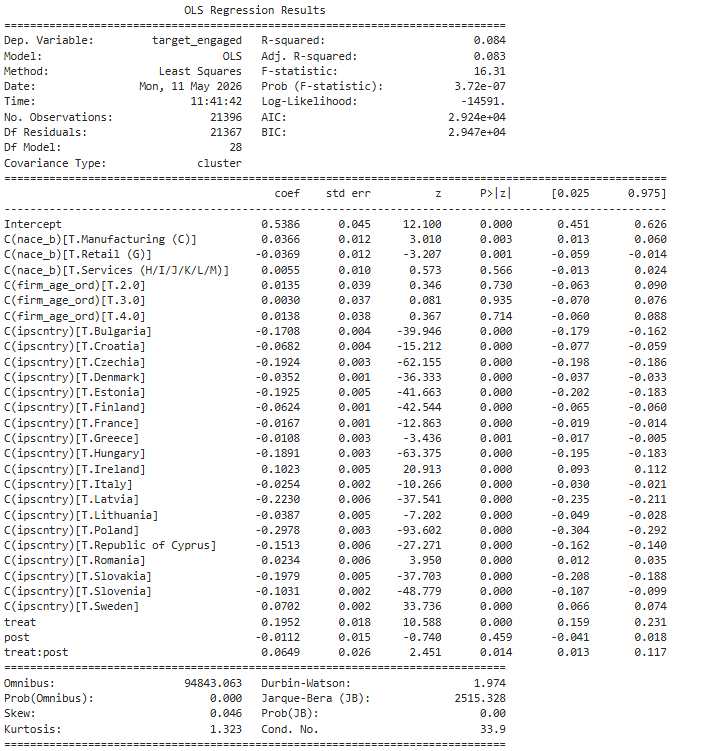 OLS Regression Results
==============================================================================
Dep. Variable:         target_engaged   R-squared:                       0.084
Model:                            OLS   Adj. R-squared:                  0.083
Method:                 Least Squares   F-statistic:                     16.31
Date:                Mon, 11 May 2026   Prob (F-statistic):           3.72e-07
Time:                        11:41:42   Log-Likelihood:                -14591.
No. Observations:               21396   AIC:                         2.924e+04
Df Residuals:                   21367   BIC:                         2.947e+04
Df Model:                          28
Covariance Type:              cluster
======================================================================================================
                                         coef    std err          z      P>|z|      [0.025      0.975]
------------------------------------------------------------------------------------------------------
Intercept                              0.5386      0.045     12.100      0.000       0.451       0.626
C(nace_b)[T.Manufacturing (C)]         0.0366      0.012      3.010      0.003       0.013       0.060
C(nace_b)[T.Retail (G)]               -0.0369      0.012     -3.207      0.001      -0.059      -0.014
C(nace_b)[T.Services (H/I/J/K/L/M)]    0.0055      0.010      0.573      0.566      -0.013       0.024
C(firm_age_ord)[T.2.0]                 0.0135      0.039      0.346      0.730      -0.063       0.090
C(firm_age_ord)[T.3.0]                 0.0030      0.037      0.081      0.935      -0.070       0.076
C(firm_age_ord)[T.4.0]                 0.0138      0.038      0.367      0.714      -0.060       0.088
C(ipscntry)[T.Bulgaria]               -0.1708      0.004    -39.946      0.000      -0.179      -0.162
C(ipscntry)[T.Croatia]                -0.0682      0.004    -15.212      0.000      -0.077      -0.059
C(ipscntry)[T.Czechia]                -0.1924      0.003    -62.155      0.000      -0.198      -0.186
C(ipscntry)[T.Denmark]                -0.0352      0.001    -36.333      0.000      -0.037      -0.033
C(ipscntry)[T.Estonia]                -0.1925      0.005    -41.663      0.000      -0.202      -0.183
C(ipscntry)[T.Finland]                -0.0624      0.001    -42.544      0.000      -0.065      -0.060
C(ipscntry)[T.France]                 -0.0167      0.001    -12.863      0.000      -0.019      -0.014
C(ipscntry)[T.Greece]                 -0.0108      0.003     -3.436      0.001      -0.017      -0.005
C(ipscntry)[T.Hungary]                -0.1891      0.003    -63.375      0.000      -0.195      -0.183
C(ipscntry)[T.Ireland]                 0.1023      0.005     20.913      0.000       0.093       0.112
C(ipscntry)[T.Italy]                  -0.0254      0.002    -10.266      0.000      -0.030      -0.021
C(ipscntry)[T.Latvia]                 -0.2230      0.006    -37.541      0.000      -0.235      -0.211
C(ipscntry)[T.Lithuania]              -0.0387      0.005     -7.202      0.000      -0.049      -0.028
C(ipscntry)[T.Poland]                 -0.2978      0.003    -93.602      0.000      -0.304      -0.292
C(ipscntry)[T.Republic of Cyprus]     -0.1513      0.006    -27.271      0.000      -0.162      -0.140
C(ipscntry)[T.Romania]                 0.0234      0.006      3.950      0.000       0.012       0.035
C(ipscntry)[T.Slovakia]               -0.1979      0.005    -37.703      0.000      -0.208      -0.188
C(ipscntry)[T.Slovenia]               -0.1031      0.002    -48.779      0.000      -0.107      -0.099
C(ipscntry)[T.Sweden]                  0.0702      0.002     33.736      0.000       0.066       0.074
treat                                  0.1952      0.018     10.588      0.000       0.159       0.231
post                                  -0.0112      0.015     -0.740      0.459      -0.041       0.018
treat:post                             0.0649      0.026      2.451      0.014       0.013       0.117
==============================================================================
Omnibus:                    94843.063   Durbin-Watson:                   1.974
Prob(Omnibus):                  0.000   Jarque-Bera (JB):             2515.328
Skew:                           0.046   Prob(JB):                         0.00
Kurtosis:                       1.323   Cond. No.                         33.9
==============================================================================